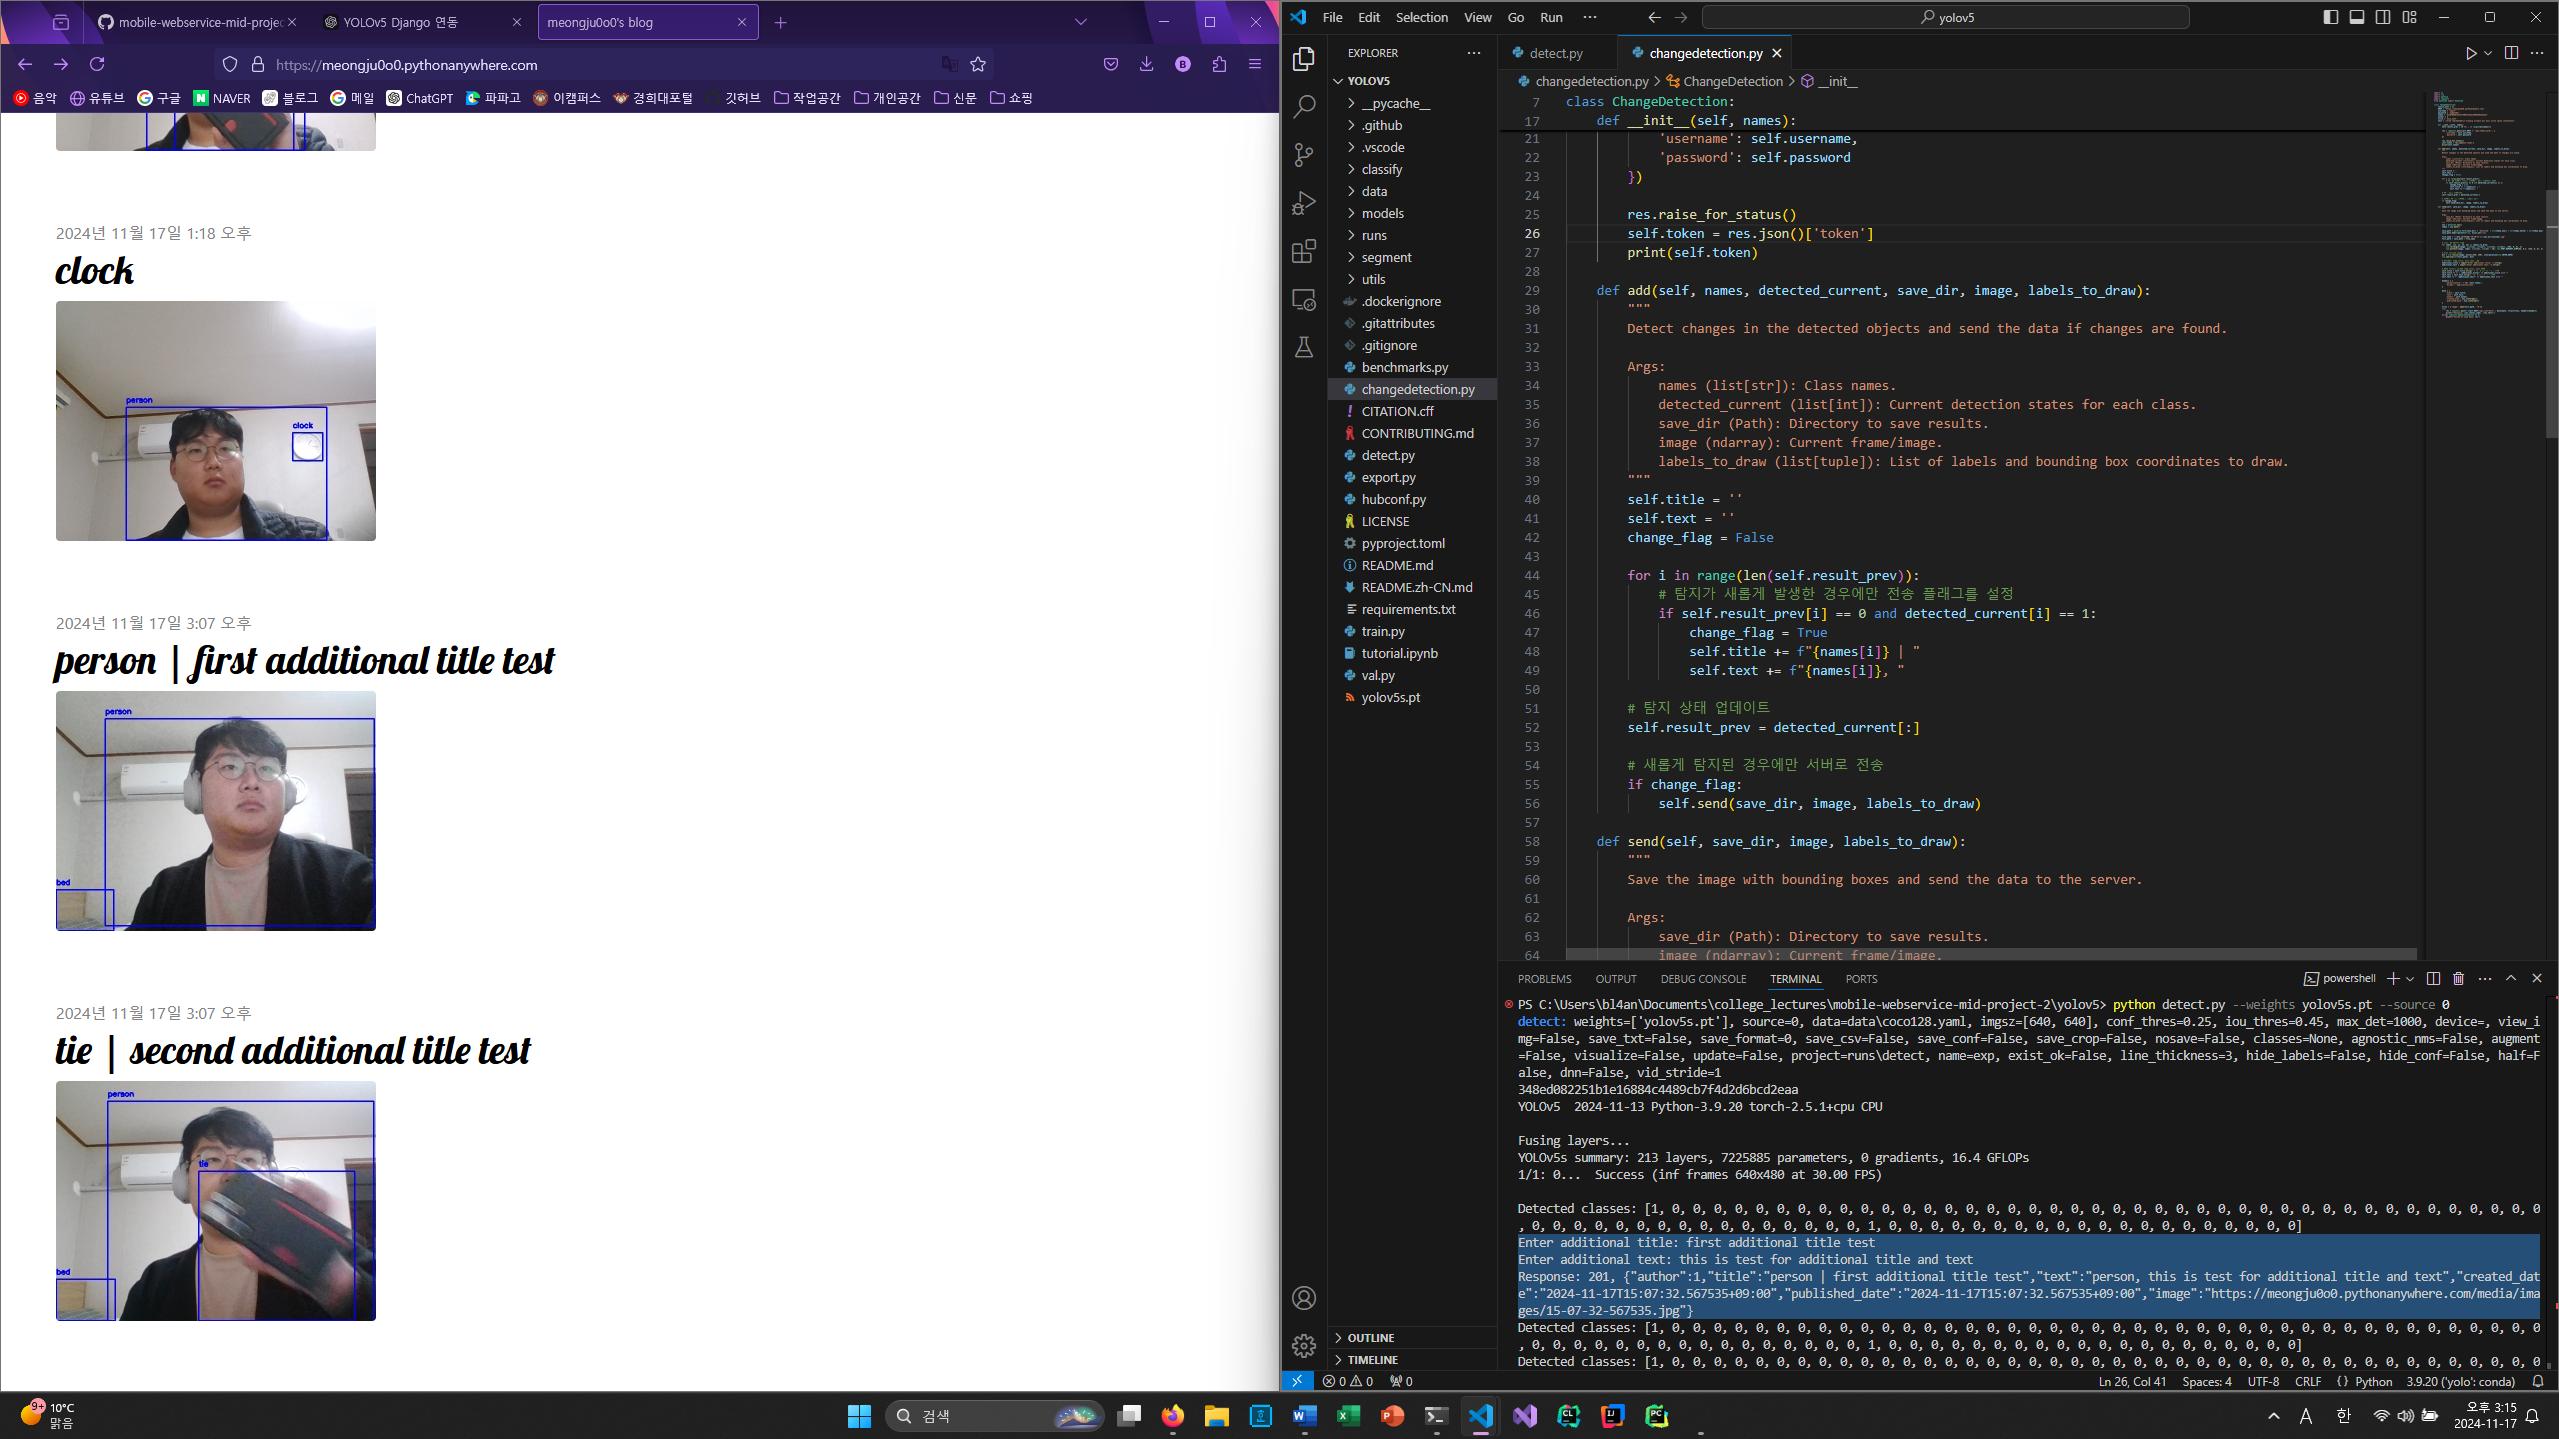 mobile-webservice-mid-projec
YOLOv5 Django 연동
meongju0o0's blog
https://meongju0o0.pythonanywhere.com
음악 유튜브 구글 NAVER 블로그 메일 ChatGPT 파파고 이캠퍼스 경희대포털 깃허브 작업공간 개인공간 신문 쇼핑
2024년 11월 17일 1:18 오후
clock
person
clock
2024년 11월 17일 3:07 오후
person | first additional title test
person
bed
2024년 11월 17일 3:07 오후
tie | second additional title test
person
tie
bed
File Edit Selection View Go Run
yolov5
EXPLORER
YOLOV5
__pycache__
.github
.vscode
classify
data
models
runs
segment
utils
.dockerignore
.gitattributes
.gitignore
benchmarks.py
changedetection.py
CITATION.cff
CONTRIBUTING.md
detect.py
export.py
hubconf.py
LICENSE
pyproject.toml
README.md
README.zh-CN.md
requirements.txt
train.py
tutorial.ipynb
val.py
yolov5s.pt
OUTLINE
TIMELINE
detect.py
changedetection.py
changedetection.py > ChangeDetection > __init__
7 class ChangeDetection:
17 def __init__(self, names):
21 'username': self.username,
22 'password': self.password
23 })
24
25 res.raise_for_status()
26 self.token = res.json()['token']
27 print(self.token)
28
29 def add(self, names, detected_current, save_dir, image, labels_to_draw):
30 """
31 Detect changes in the detected objects and send the data if changes are found.
32
33 Args:
34 names (list[str]): Class names.
35 detected_current (list[int]): Current detection states for each class.
36 save_dir (Path): Directory to save results.
37 image (ndarray): Current frame/image.
38 labels_to_draw (list[tuple]): List of labels and bounding box coordinates to draw.
39 """
40 self.title = ''
41 self.text = ''
42 change_flag = False
43
44 for i in range(len(self.result_prev)):
45 # 탐지가 새롭게 발생한 경우에만 전송 플래그를 설정
46 if self.result_prev[i] == 0 and detected_current[i] == 1:
47 change_flag = True
48 self.title += f"{names[i]} | "
49 self.text += f"{names[i]}, "
50
51 # 탐지 상태 업데이트
52 self.result_prev = detected_current[:]
53
54 # 새롭게 탐지된 경우에만 서버로 전송
55 if change_flag:
56 self.send(save_dir, image, labels_to_draw)
57
58 def send(self, save_dir, image, labels_to_draw):
59 """
60 Save the image with bounding boxes and send the data to the server.
61
62 Args:
63 save_dir (Path): Directory to save results.
64 image (ndarray): Current frame/image.
PROBLEMS OUTPUT DEBUG CONSOLE TERMINAL PORTS
powershell
PS C:\Users\bl4an\Documents\college_lectures\mobile-webservice-mid-project-2\yolov5> python detect.py --weights yolov5s.pt --source 0
detect: weights=['yolov5s.pt'], source=0, data=data\coco128.yaml, imgsz=[640, 640], conf_thres=0.25, iou_thres=0.45, max_det=1000, device=, view_i
mg=False, save_txt=False, save_format=0, save_csv=False, save_conf=False, save_crop=False, nosave=False, classes=None, agnostic_nms=False, augment
=False, visualize=False, update=False, project=runs\detect, name=exp, exist_ok=False, line_thickness=3, hide_labels=False, hide_conf=False, half=F
alse, dnn=False, vid_stride=1
348ed082251b1e16884c4489cb7f4d2d6bcd2eaa
YOLOv5 2024-11-13 Python-3.9.20 torch-2.5.1+cpu CPU
Fusing layers...
YOLOv5s summary: 213 layers, 7225885 parameters, 0 gradients, 16.4 GFLOPs
1/1: 0... Success (inf frames 640x480 at 30.00 FPS)
Detected classes: [1, 0, 0, 0, 0, 0, 0, 0, 0, 0, 0, 0, 0, 0, 0, 0, 0, 0, 0, 0, 0, 0, 0, 0, 0, 0, 0, 0, 0, 0, 0, 0, 0, 0, 0, 0, 0, 0, 0, 0, 0, 0, 0
, 0, 0, 0, 0, 0, 0, 0, 0, 0, 0, 0, 0, 0, 0, 0, 0, 1, 0, 0, 0, 0, 0, 0, 0, 0, 0, 0, 0, 0, 0, 0, 0, 0, 0, 0, 0, 0]
Enter additional title: first additional title test
Enter additional text: this is test for additional title and text
Response: 201, {"author":1,"title":"person | first additional title test","text":"person, this is test for additional title and text","created_dat
e":"2024-11-17T15:07:32.567535+09:00","published_date":"2024-11-17T15:07:32.567535+09:00","image":"https://meongju0o0.pythonanywhere.com/media/ima
ges/15-07-32-567535.jpg"}
Detected classes: [1, 0, 0, 0, 0, 0, 0, 0, 0, 0, 0, 0, 0, 0, 0, 0, 0, 0, 0, 0, 0, 0, 0, 0, 0, 0, 0, 0, 0, 0, 0, 0, 0, 0, 0, 0, 0, 0, 0, 0, 0, 0, 0
, 0, 0, 0, 0, 0, 0, 0, 0, 0, 0, 0, 0, 0, 0, 0, 0, 1, 0, 0, 0, 0, 0, 0, 0, 0, 0, 0, 0, 0, 0, 0, 0, 0, 0, 0, 0, 0]
Detected classes: [1, 0, 0, 0, 0, 0, 0, 0, 0, 0, 0, 0, 0, 0, 0, 0, 0, 0, 0, 0, 0, 0, 0, 0, 0, 0, 0, 0, 0, 0, 0, 0, 0, 0, 0, 0, 0, 0, 0, 0, 0, 0, 0
0 0 0
Ln 26, Col 41 Spaces: 4 UTF-8 CRLF {} Python 3.9.20 ('yolo': conda)
10°C
맑음
검색
A 한
오후 3:15
2024-11-17